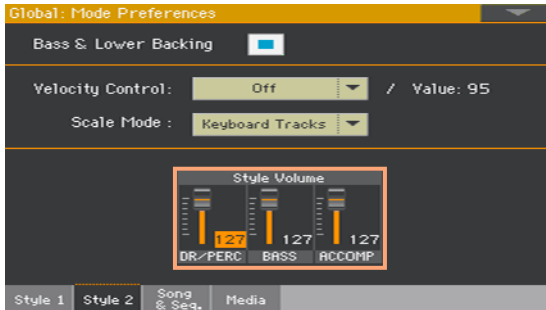 Global: Mode Preferences
Bass & Lower Backing
Velocity Control: Off / Value: 95
Scale Mode : Keyboard Tracks
Style Volume
127 127 127
DR/PERC BASS ACCOMP
Style 1 Style 2 Song & Seq. Media